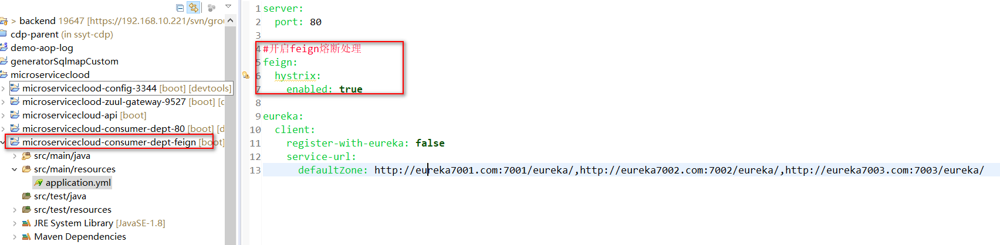 > backend 19647 [https://192.168.10.221/svn/grou
cdp-parent (in ssyt-cdp)
demo-aop-log
generatorSqlmapCustom
microserviceclood
microserviceclood-config-3344 [boot] [devtools]
microserviceclood-zuul-gateway-9527 [boot] [d
microservicecloud-api [boot]
microservicecloud-consumer-dept-80 [boot] [d
microservicecloud-consumer-dept-feign [boot]
src/main/java
src/main/resources
application.yml
src/test/java
src/test/resources
JRE System Library [JavaSE-1.8]
Maven Dependencies
1 server:
2 port: 80
3
4 #开启feign熔断处理
5 feign:
6 hystrix:
7 enabled: true
8
9 eureka:
10 client:
11 register-with-eureka: false
12 service-url:
13 defaultZone: http://eureka7001.com:7001/eureka/,http://eureka7002.com:7002/eureka/,http://eureka7003.com:7003/eureka/